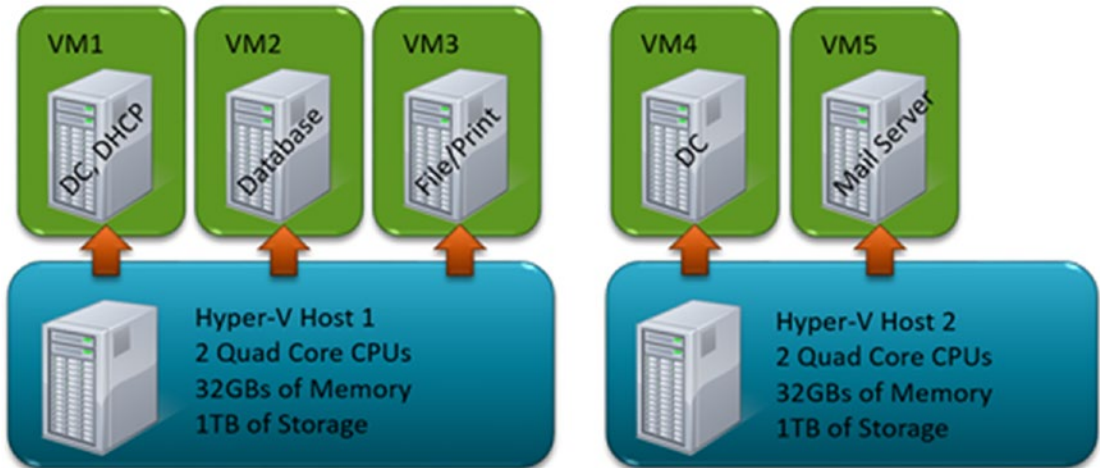 VM1
DC, DHCP
VM2
Database
VM3
File/Print
VM4
DC
VM5
Mail Server
Hyper-V Host 1
2 Quad Core CPUs
32GBs of Memory
1TB of Storage
Hyper-V Host 2
2 Quad Core CPUs
32GBs of Memory
1TB of Storage